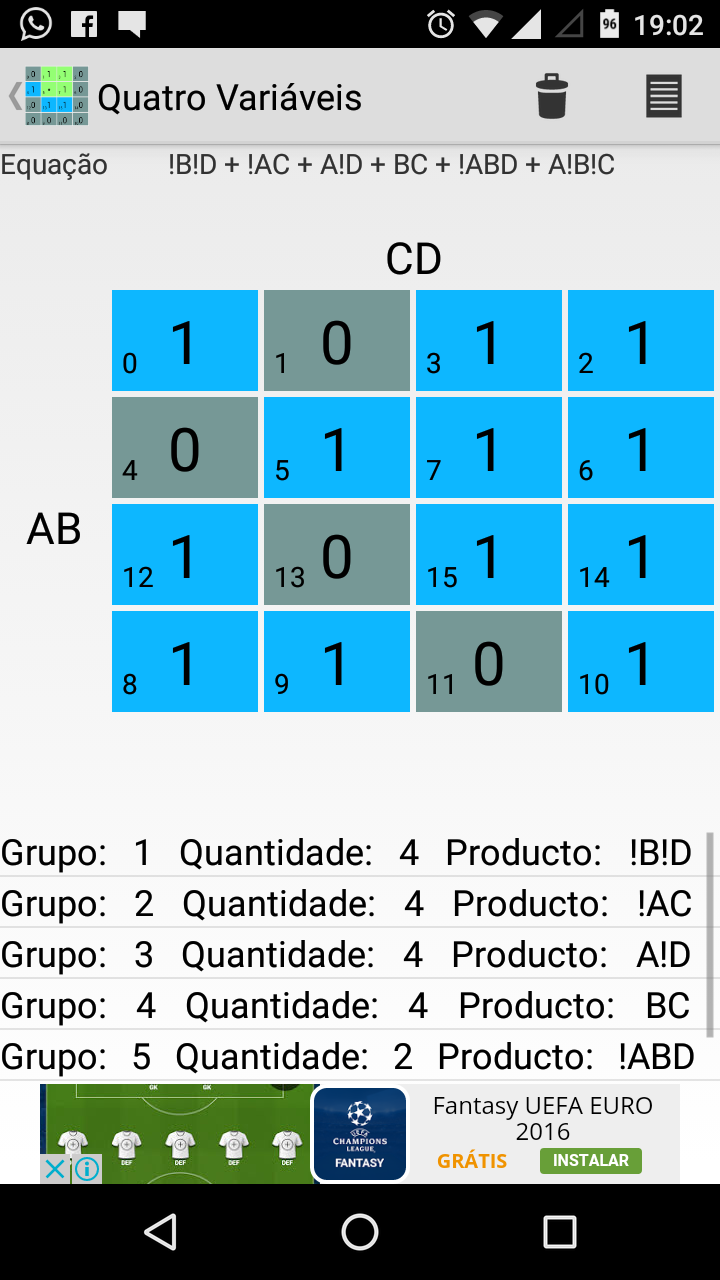 96 19:02
Quatro Variáveis
Equação !B!D + !AC + A!D + BC + !ABD + A!B!C
CD
0 1 1 0 3 1 2 1
4 0 5 1 7 1 6 1
AB
12 1 13 0 15 1 14 1
8 1 9 1 11 0 10 1
Grupo: 1 Quantidade: 4 Producto: !B!D
Grupo: 2 Quantidade: 4 Producto: !AC
Grupo: 3 Quantidade: 4 Producto: A!D
Grupo: 4 Quantidade: 4 Producto: BC
Grupo: 5 Quantidade: 2 Producto: !ABD
GK GK
DEF DEF DEF DEF
UEFA
CHAMPIONS
LEAGUE
FANTASY
Fantasy UEFA EURO
2016
GRÁTIS INSTALAR